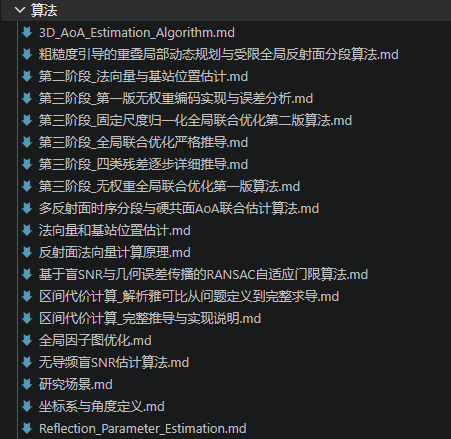 算法
3D_AoA_Estimation_Algorithm.md
粗糙度引导的重叠局部动态规划与受限全局反射面分段算法.md
第二阶段_法向量与基站位置估计.md
第三阶段_第一版无权重编码实现与误差分析.md
第三阶段_固定尺度归一化全局联合优化第二版算法.md
第三阶段_全局联合优化严格推导.md
第三阶段_四类残差逐步详细推导.md
第三阶段_无权重全局联合优化第一版算法.md
多反射面时序分段与硬共面AoA联合估计算法.md
法向量和基站位置估计.md
反射面法向量计算原理.md
基于盲SNR与几何误差传播的RANSAC自适应门限算法.md
区间代价计算_解析雅可比从问题定义到完整求导.md
区间代价计算_完整推导与实现说明.md
全局因子图优化.md
无导频盲SNR估计算法.md
研究场景.md
坐标系与角度定义.md
Reflection_Parameter_Estimation.md